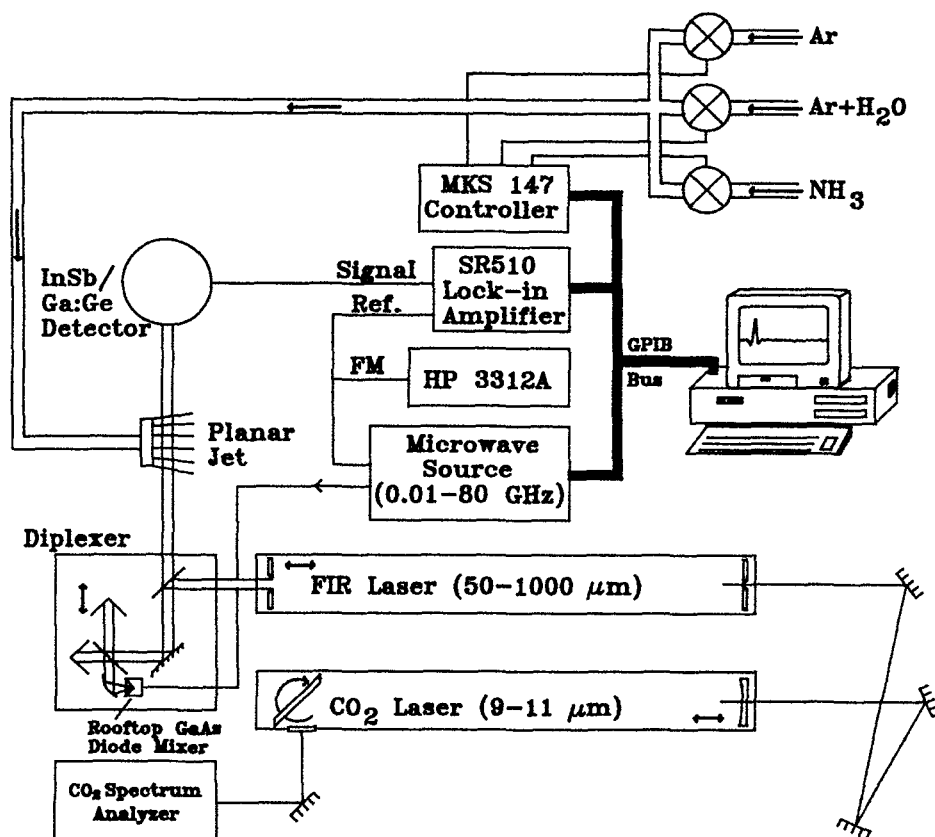 Ar
Ar+H₂O
NH₃
MKS 147
Controller
InSb/
Ga:Ge
Detector
Signal
Ref.
SR510
Lock-in
Amplifier
GPIB
Bus
FM
HP 3312A
Planar
Jet
Microwave
Source
(0.01-80 GHz)
Diplexer
FIR Laser (50-1000 μm)
CO₂ Laser (9-11 μm)
Rooftop GaAs
Diode Mixer
CO₂ Spectrum
Analyzer